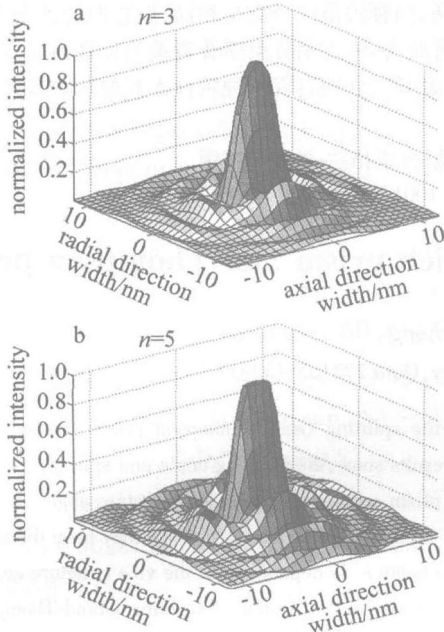 a
n=3
normalized intensity
1.0
0.8
0.6
0.4
0.2
10
0
-10
radial direction
width/nm
-10
0
10
axial direction
width/nm
b
n=5
normalized intensity
1.0
0.8
0.6
0.4
0.2
10
0
-10
radial direction
width/nm
-10
0
10
axial direction
width/nm